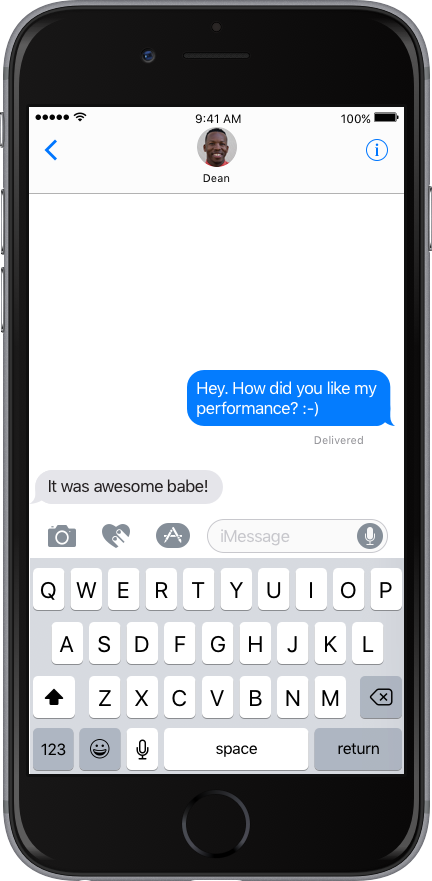 9:41 AM
100%
Dean
Hey. How did you like my
performance? :-)
Delivered
It was awesome babe!
iMessage
Q W E R T Y U I O P
A S D F G H J K L
Z X C V B N M
123 space return